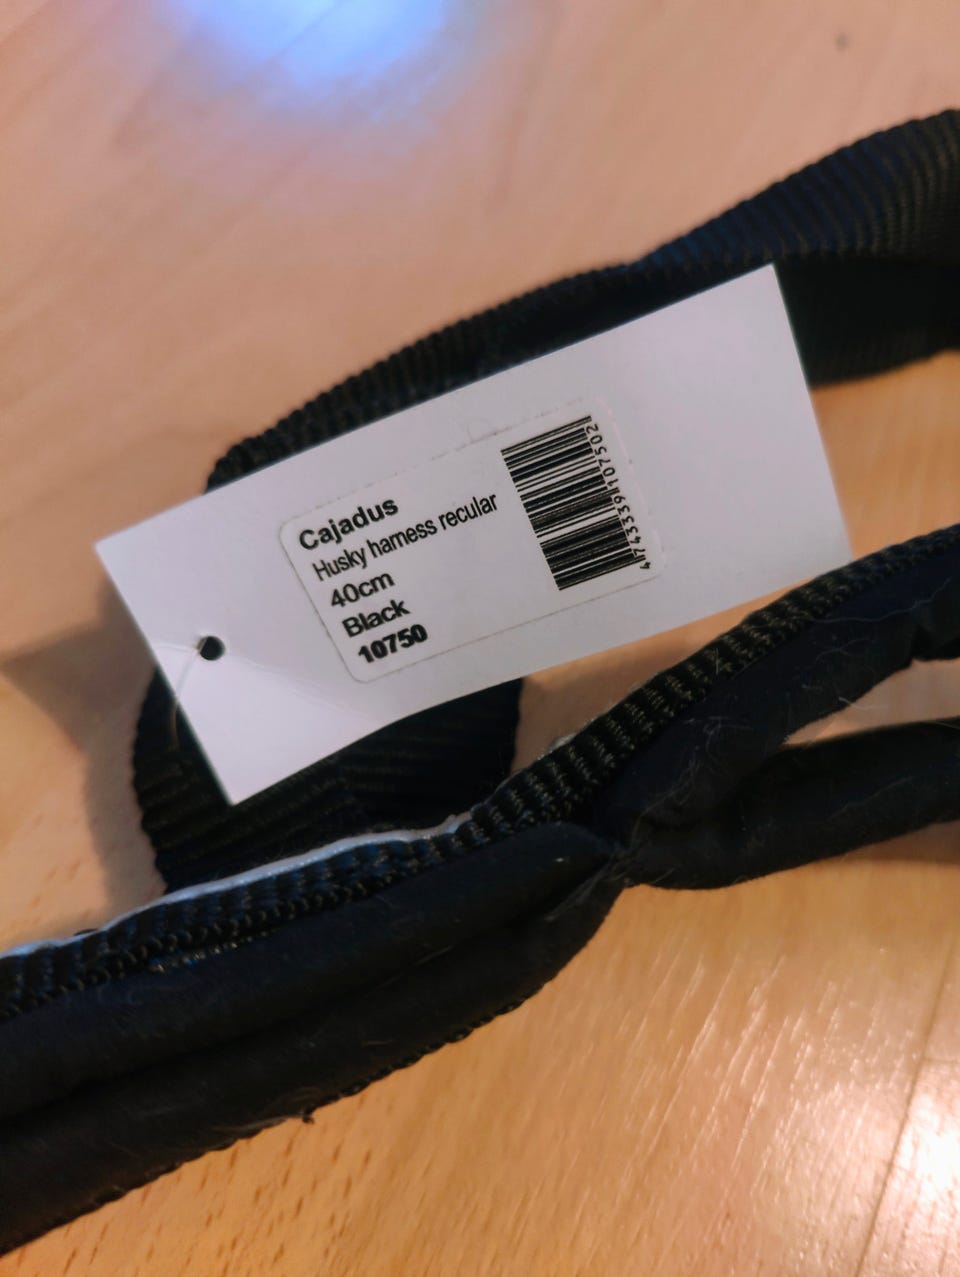 Cajadus
Husky harness recular
40cm
Black
10750
4743339107502